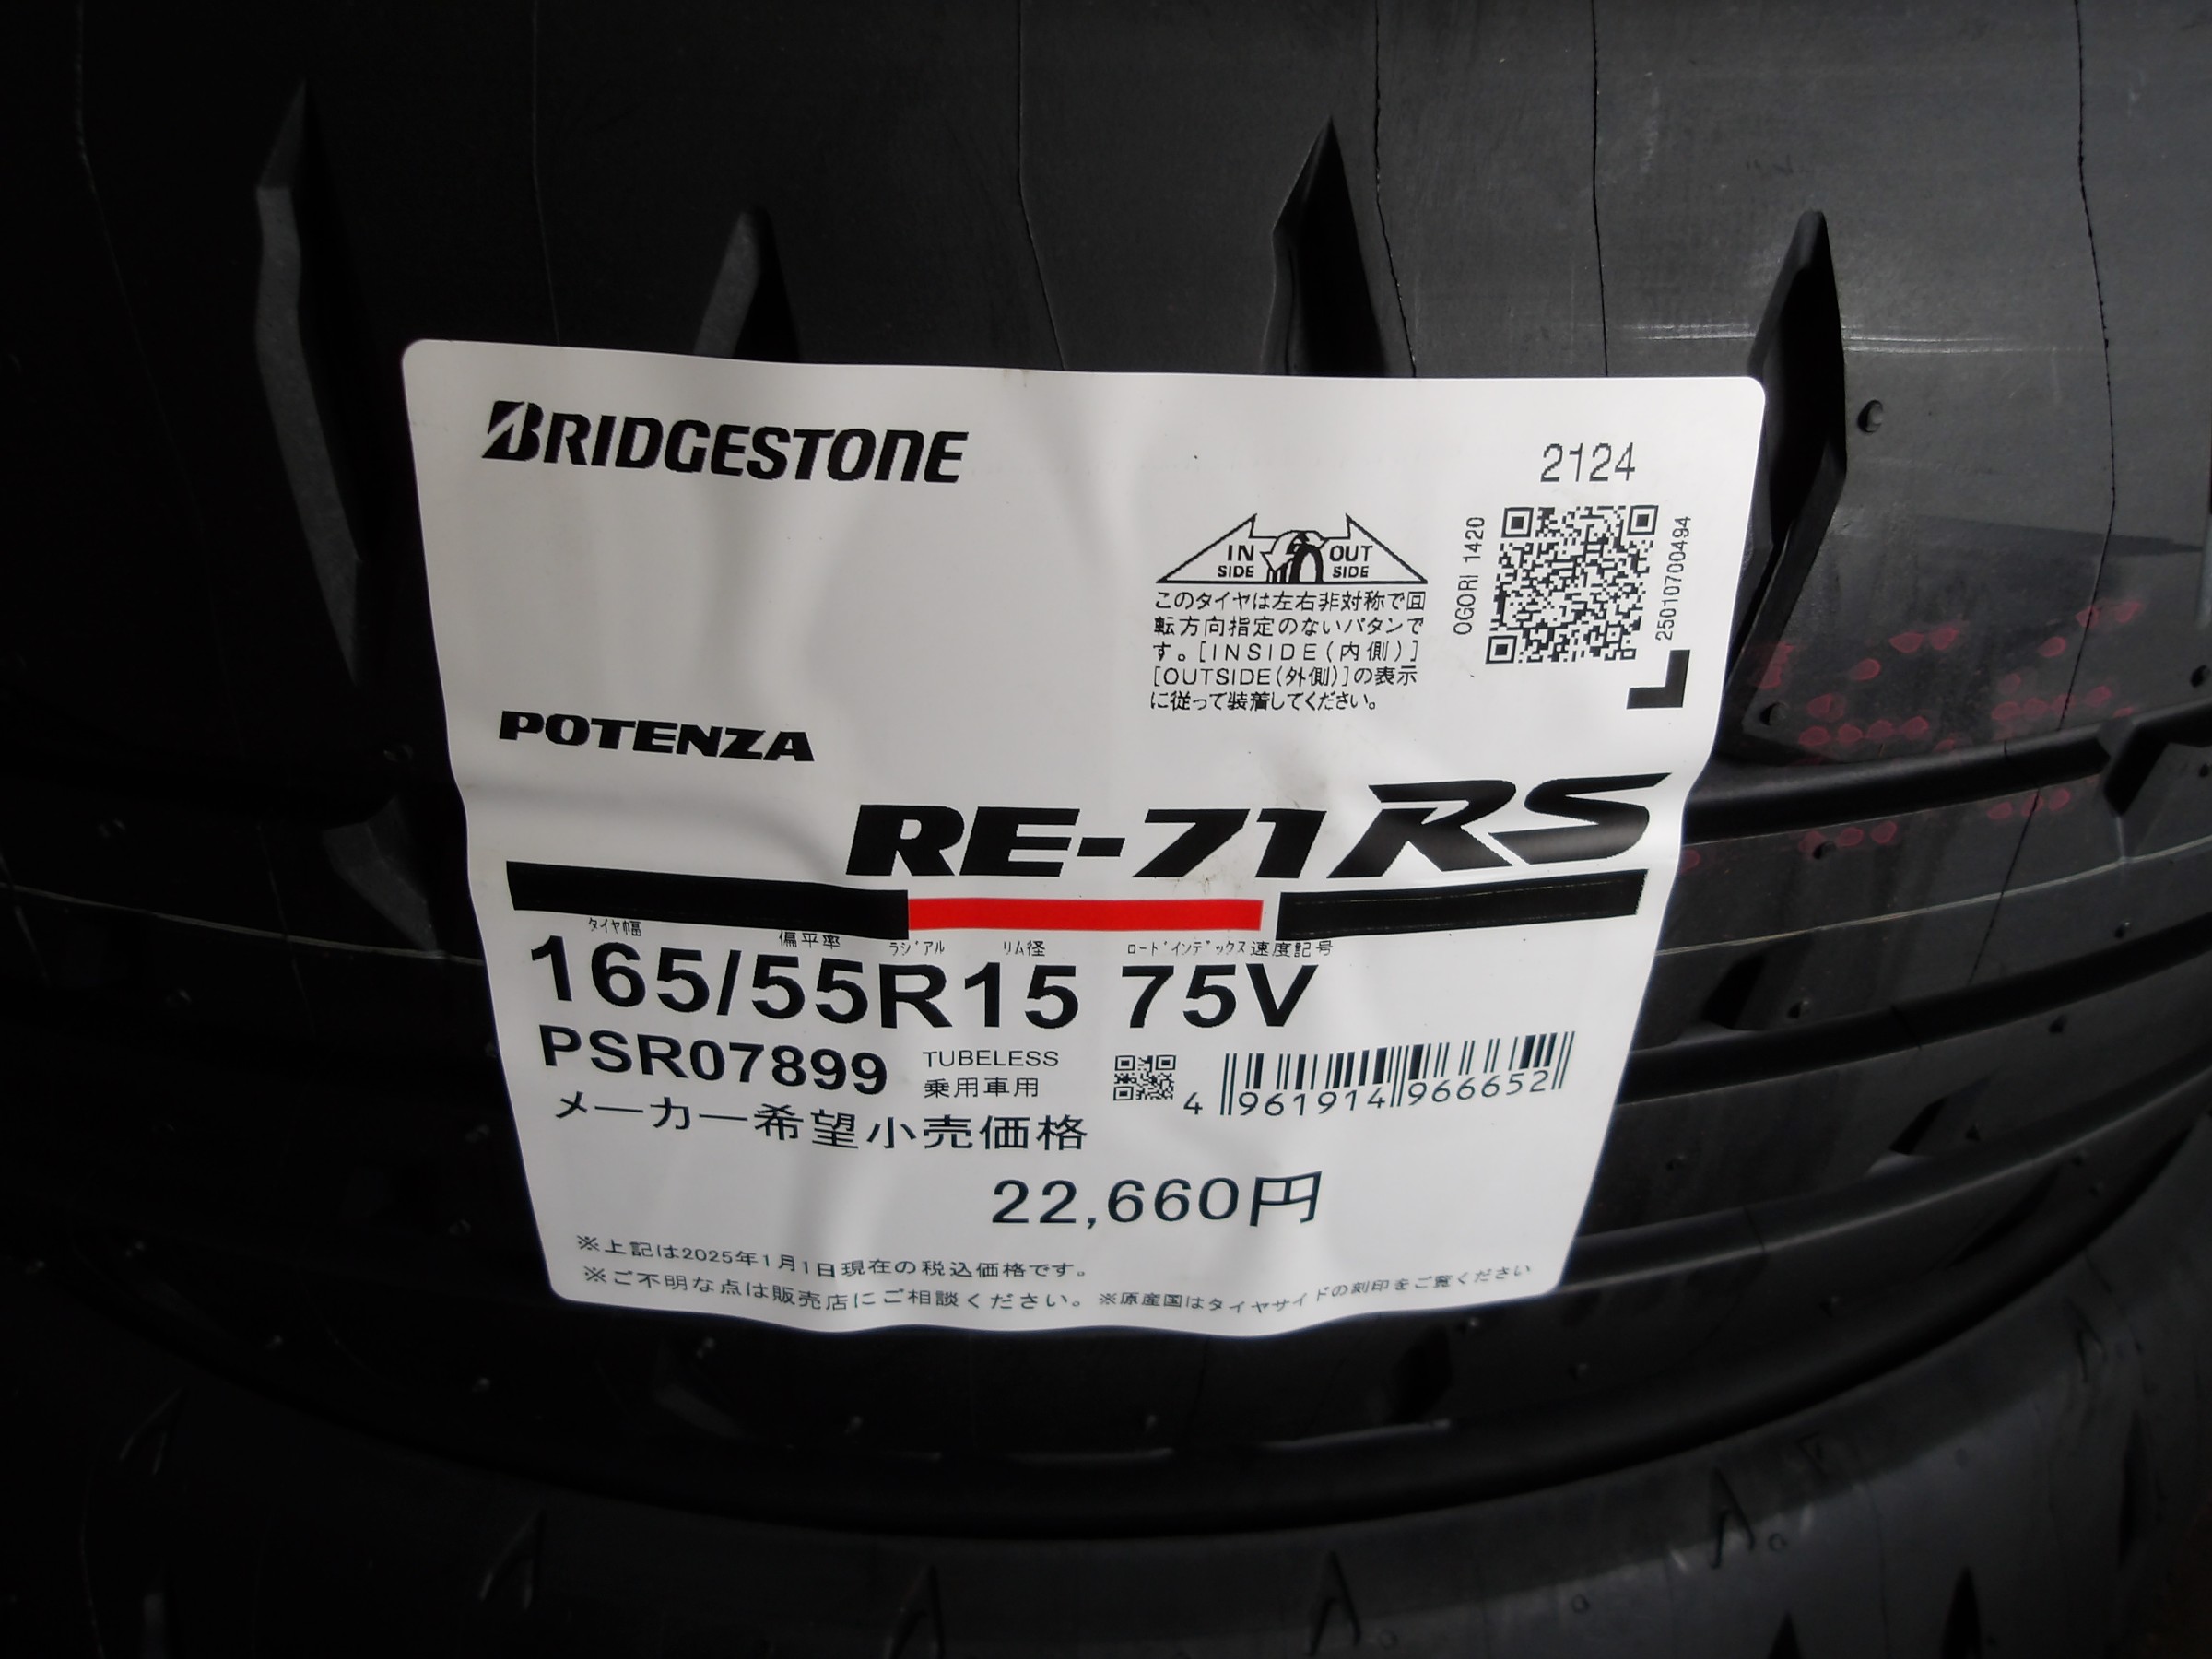 BRIDGESTONE
2124
IN SIDE OUT SIDE
OGORI 1420
250107004​94
このタイヤは左右非対称で回
転方向指定のないパタンで
す。[INSIDE(内側)]
[OUTSIDE(外側)]の表示
に従って装着してください。
POTENZA
RE-71RS
タイヤ幅 偏平率 ラジアル リム径 ロードインデックス 速度記号
165/55R15 75V
PSR07899
TUBELESS
乗用車用
4 961914 966652
メーカー希望小売価格
22,660円
※上記は2025年1月1日現在の税込価格です。
※ご不明な点は販売店にご相談ください。※原産国はタイヤサイドの刻印をご覧ください